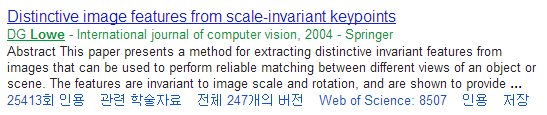 Distinctive image features from scale-invariant keypoints
DG Lowe - International journal of computer vision, 2004 - Springer
Abstract This paper presents a method for extracting distinctive invariant features from
images that can be used to perform reliable matching between different views of an object or
scene. The features are invariant to image scale and rotation, and are shown to provide ...
25413회 인용 관련 학술자료 전체 247개의 버전 Web of Science: 8507 인용 저장